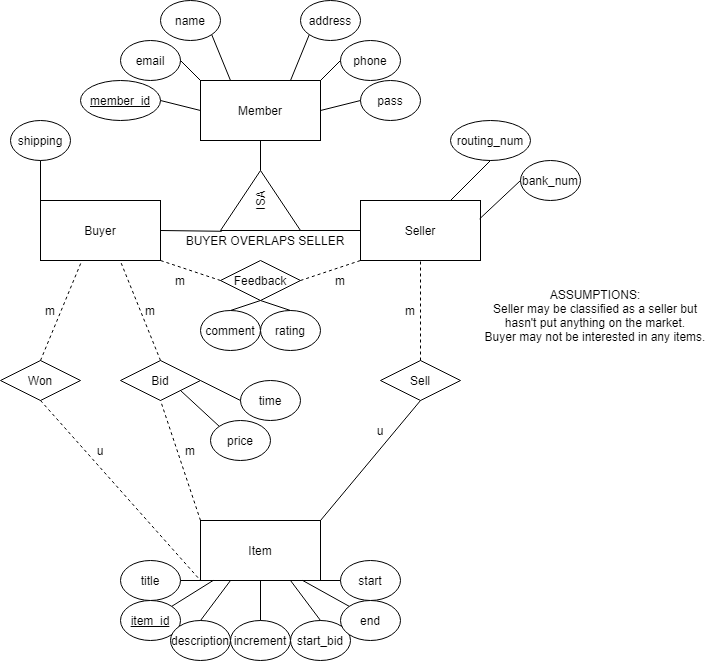 name
address
email
phone
member_id
Member
pass
shipping
routing_num
ISA
bank_num
Buyer
Seller
BUYER OVERLAPS SELLER
m
Feedback
m
ASSUMPTIONS:
Seller may be classified as a seller but
hasn't put anything on the market.
Buyer may not be interested in any items.
m
m
m
comment
rating
Won
Bid
Sell
time
price
u
u
m
Item
title
start
item_id
end
description
increment
start_bid